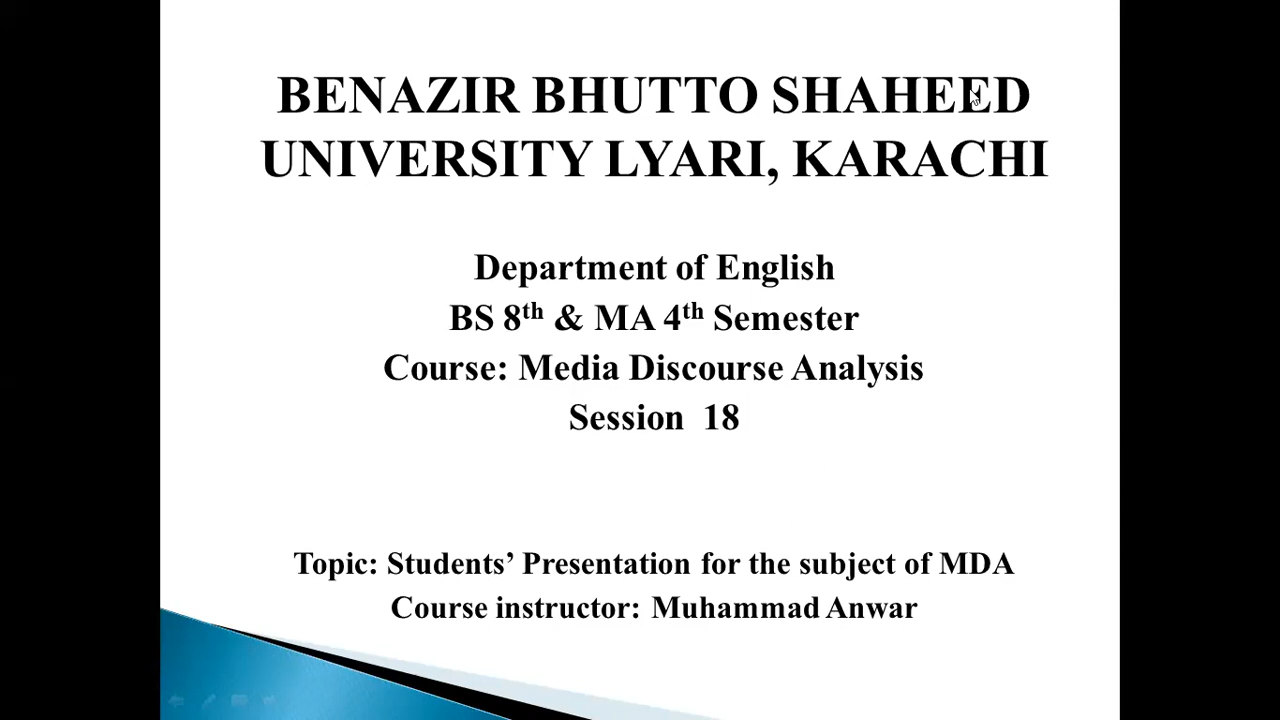 BENAZIR BHUTTO SHAHEED
UNIVERSITY LYARI, KARACHI
Department of English
BS 8th & MA 4th Semester
Course: Media Discourse Analysis
Session 18
Topic: Students’ Presentation for the subject of MDA
Course instructor: Muhammad Anwar